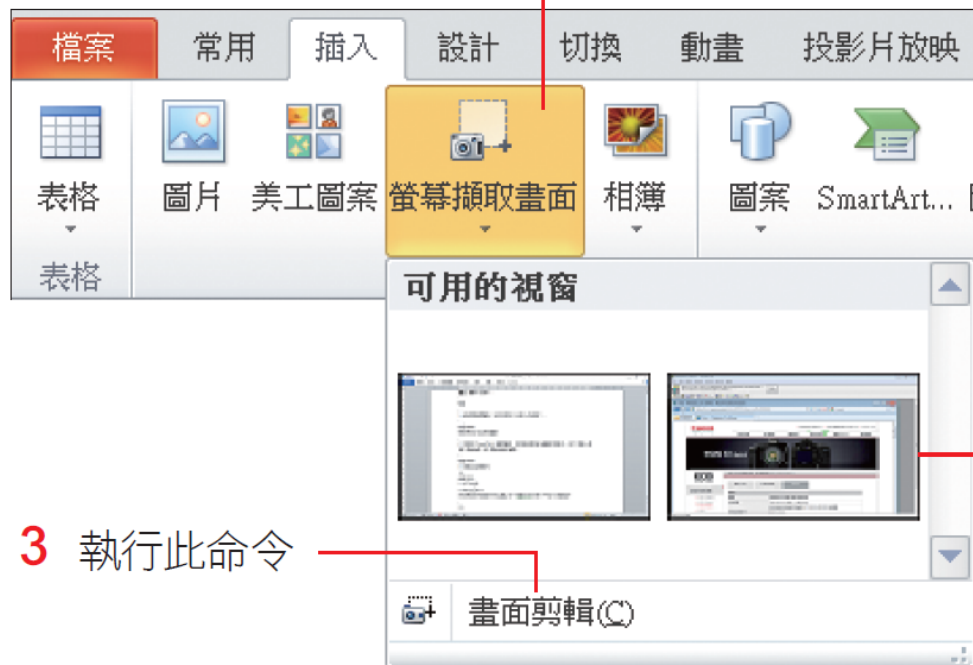 檔案 常用 插入 設計 切換 動畫 投影片放映
表格 圖片 美工圖案 螢幕擷取畫面 相簿 圖案 SmartArt...
表格
可用的視窗
3 執行此命令
畫面剪輯(C)